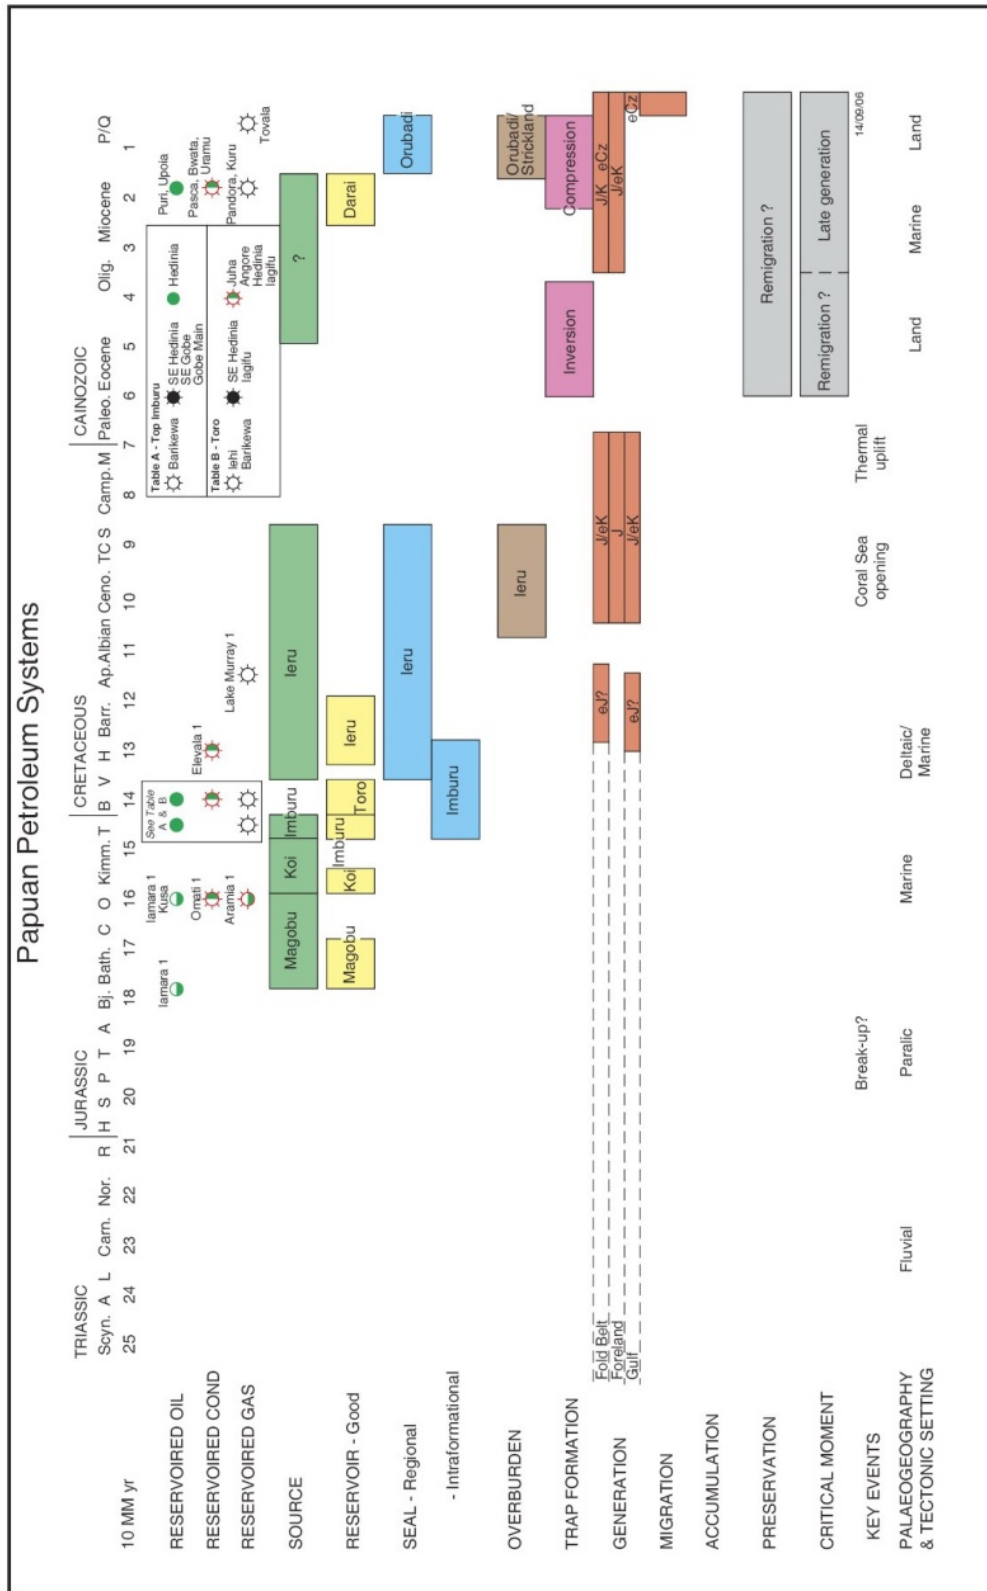 Papuan Petroleum Systems
TRIASSIC
JURASSIC
CRETACEOUS
CAINOZOIC
Scyn. A L Carn. Nor. R H S P T A Bj. Bath. C O Kimm. T B V H Barr. Ap. Albian Ceno. TC S Camp. M Paleo. Eocene Olig. Miocene P/Q
10 MM yr 25 24 23 22 21 20 19 18 17 16 15 14 13 12 11 10 9 8 7 6 5 4 3 2 1
RESERVOIRED OIL
Iamara 1
Iamara 1
Kusa
See Table
A & B
Table A - Top Imburu
Barikewa
SE Hedinia
SE Gobe
Gobe Main
Hedinia
Puri, Upoia
RESERVOIRED COND
Omati 1
Elevala 1
Pasca, Bwata,
Uramu
RESERVOIRED GAS
Aramia 1
Lake Murray 1
Table B - Toro
Iehi
Barikewa
SE Hedinia
Iagifu
Juha
Angore
Hedinia
Iagifu
Pandora, Kuru
Tovala
SOURCE
Magobu
Koi
Imburu
Ieru
?
RESERVOIR - Good
Magobu
Koi
Imburu
Toro
Ieru
Darai
SEAL - Regional
Ieru
Orubadi
- Intraformational
Imburu
OVERBURDEN
Ieru
Orubadi/
Strickland
TRAP FORMATION
Inversion
Compression
GENERATION
Fold Belt
eJ?
J/eK
J/K eCz
Foreland
J
J/eK
Gulf
eJ?
J/eK
eCz
MIGRATION
ACCUMULATION
PRESERVATION
Remigration ?
CRITICAL MOMENT
Remigration ?
Late generation
KEY EVENTS
Break-up?
Coral Sea
opening
Thermal
uplift
14/09/06
PALAEOGEOGRAPHY
& TECTONIC SETTING
Fluvial
Paralic
Marine
Deltaic/
Marine
Land
Marine
Land